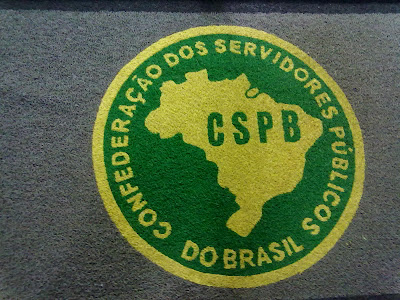 CONFEDERAÇÃO DOS SERVIDORES PÚBLICOS
DO BRASIL
CSPB